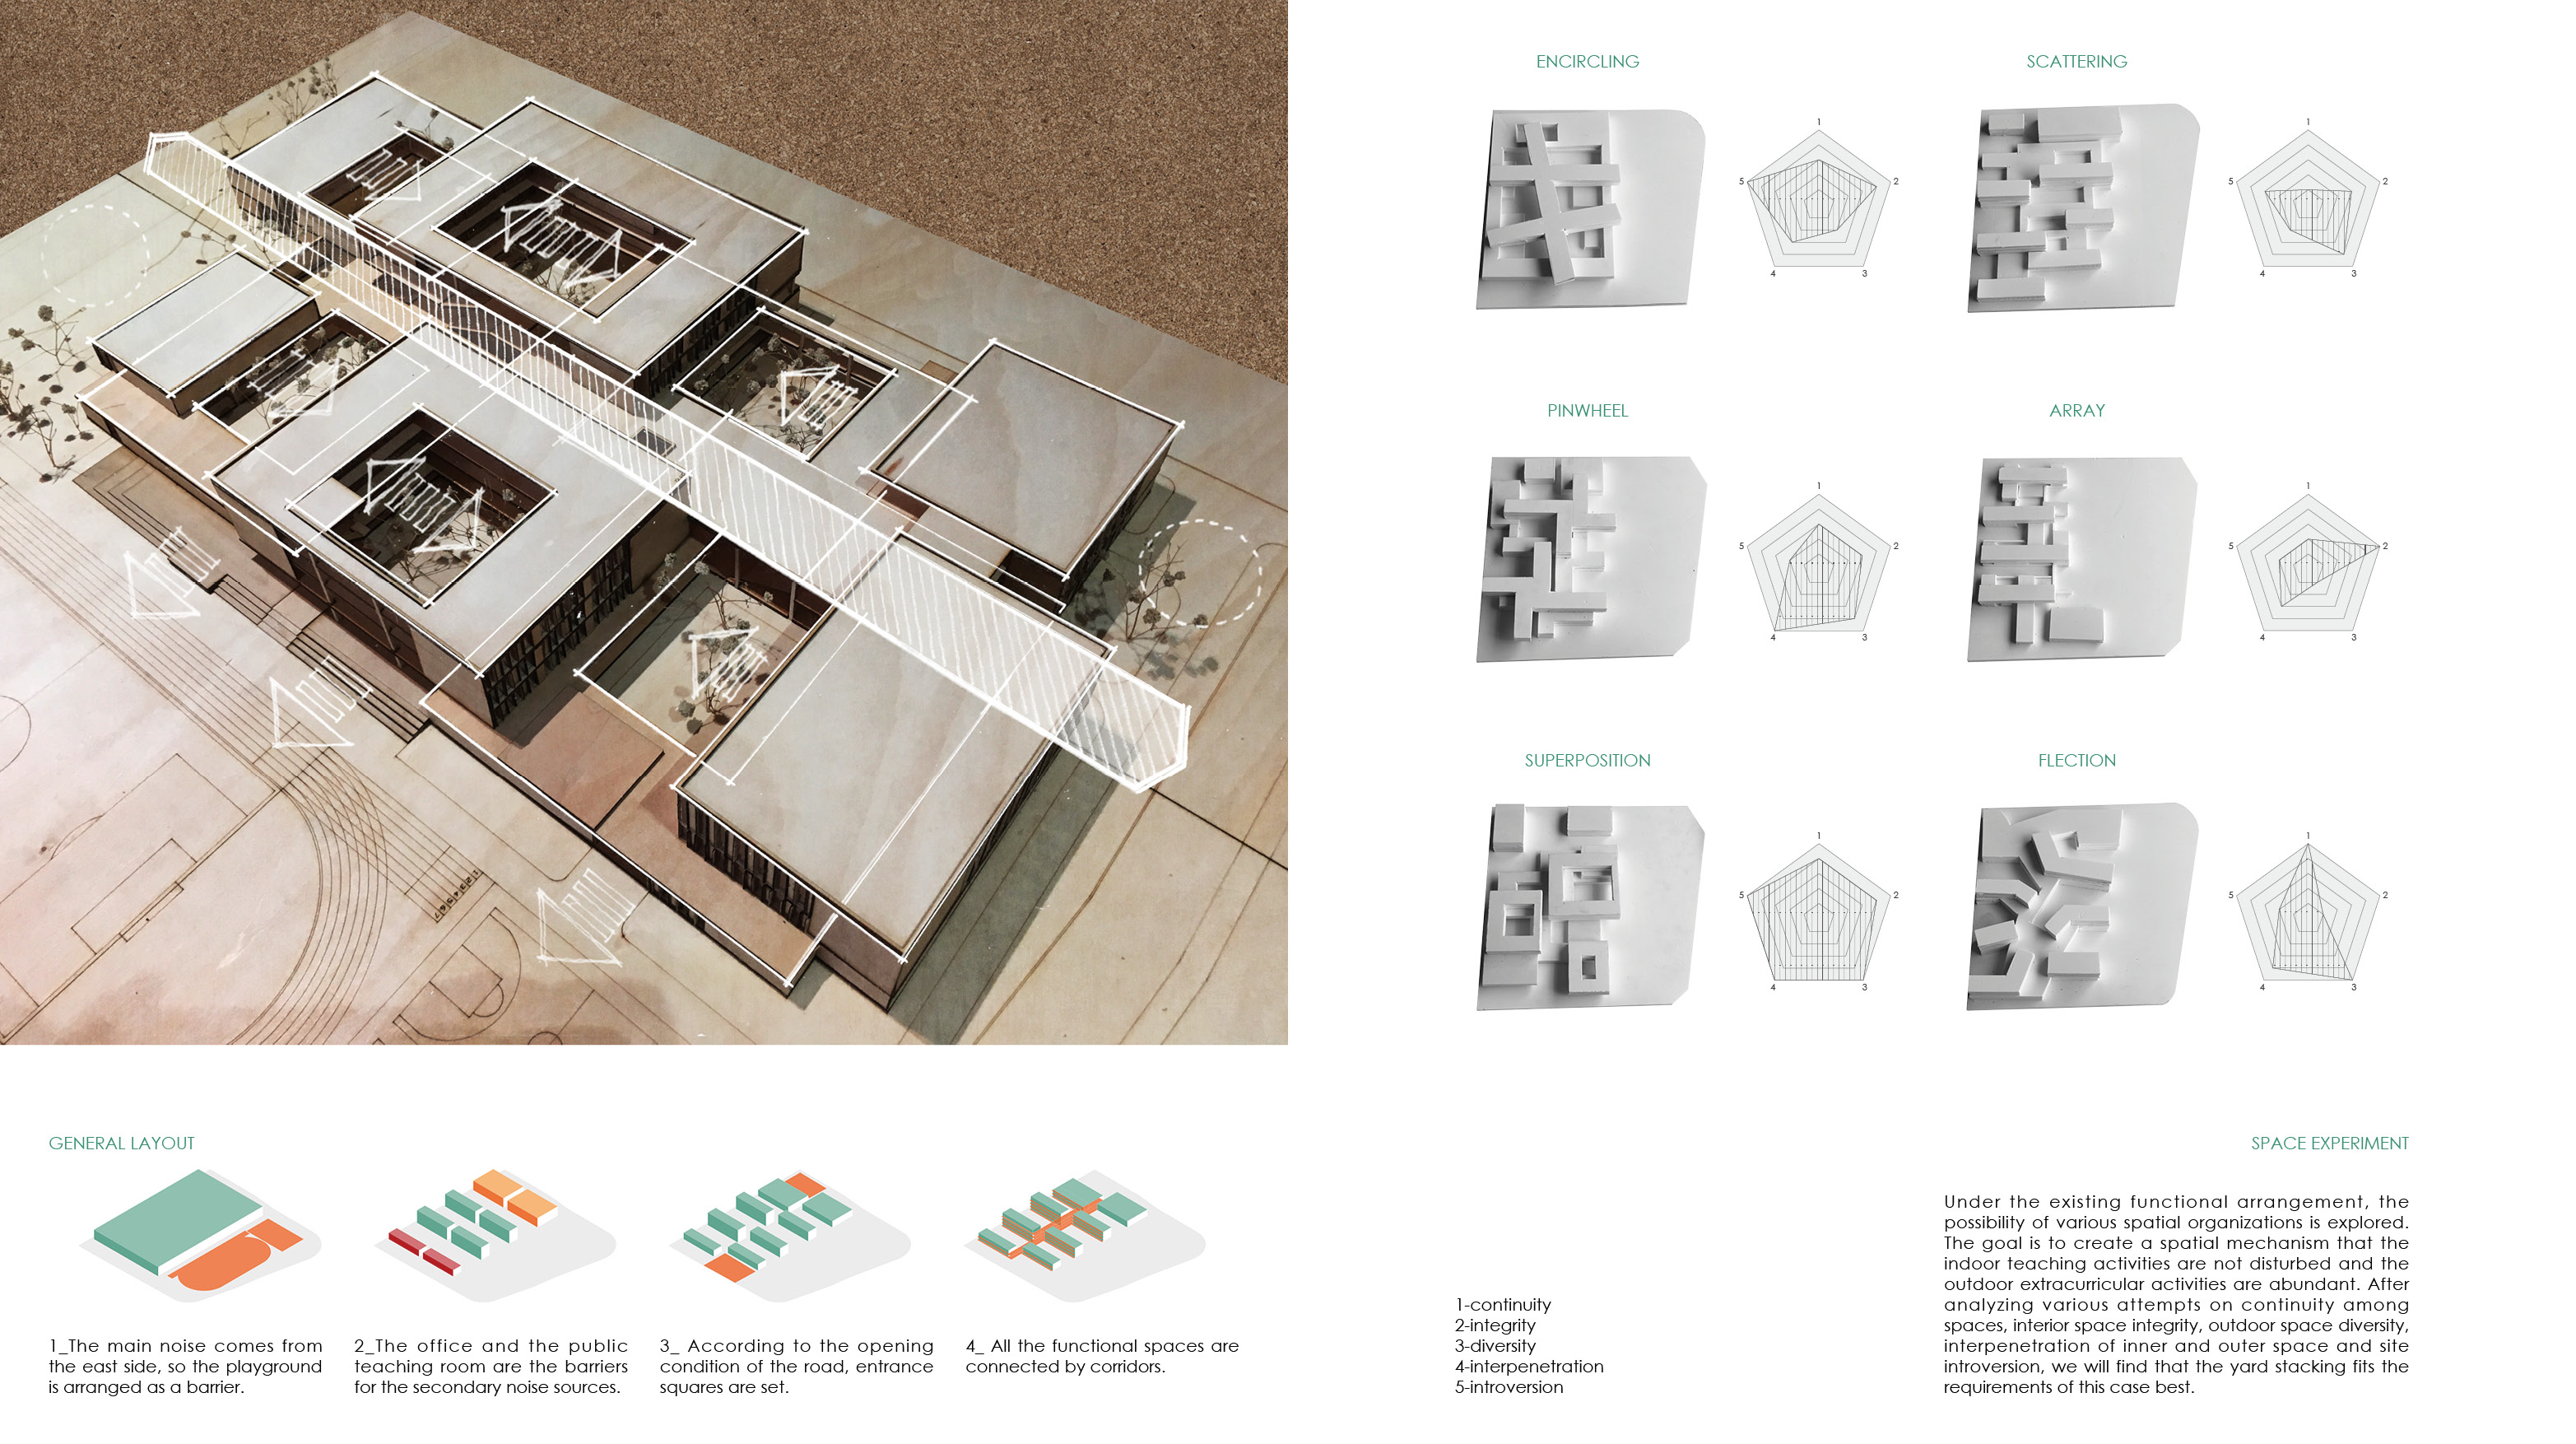 ENCIRCLING
1
5
2
4
3
SCATTERING
1
5
2
4
3
PINWHEEL
1
5
2
4
3
ARRAY
1
5
2
4
3
SUPERPOSITION
1
5
2
4
3
FLECTION
1
5
2
4
3
GENERAL LAYOUT
1_The main noise comes from
the east side, so the playground
is arranged as a barrier.
2_The office and the public
teaching room are the barriers
for the secondary noise sources.
3_ According to the opening
condition of the road, entrance
squares are set.
4_ All the functional spaces are
connected by corridors.
1-continuity
2-integrity
3-diversity
4-interpenetration
5-introversion
SPACE EXPERIMENT
Under the existing functional arrangement, the
possibility of various spatial organizations is explored.
The goal is to create a spatial mechanism that the
indoor teaching activities are not disturbed and the
outdoor extracurricular activities are abundant. After
analyzing various attempts on continuity among
spaces, interior space integrity, outdoor space diversity,
interpenetration of inner and outer space and site
introversion, we will find that the yard stacking fits the
requirements of this case best.